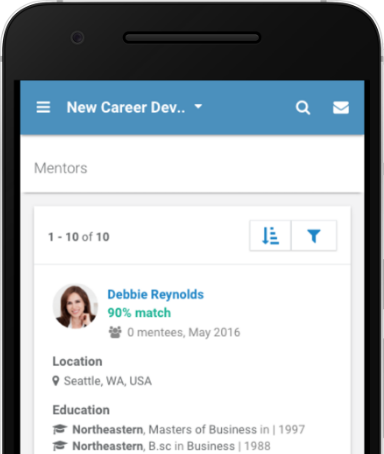 New Career Dev..
Mentors
1 - 10 of 10
Debbie Reynolds
90% match
0 mentees, May 2016
Location
Seattle, WA, USA
Education
Northeastern, Masters of Business in | 1997
Northeastern, B.sc in Business | 1988